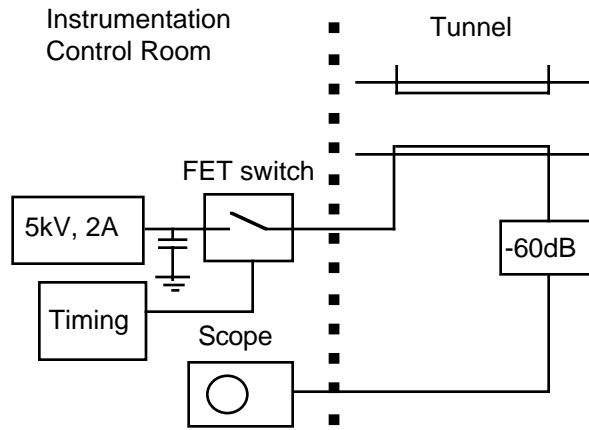 Instrumentation
Control Room
Tunnel
FET switch
5kV, 2A
-60dB
Timing
Scope